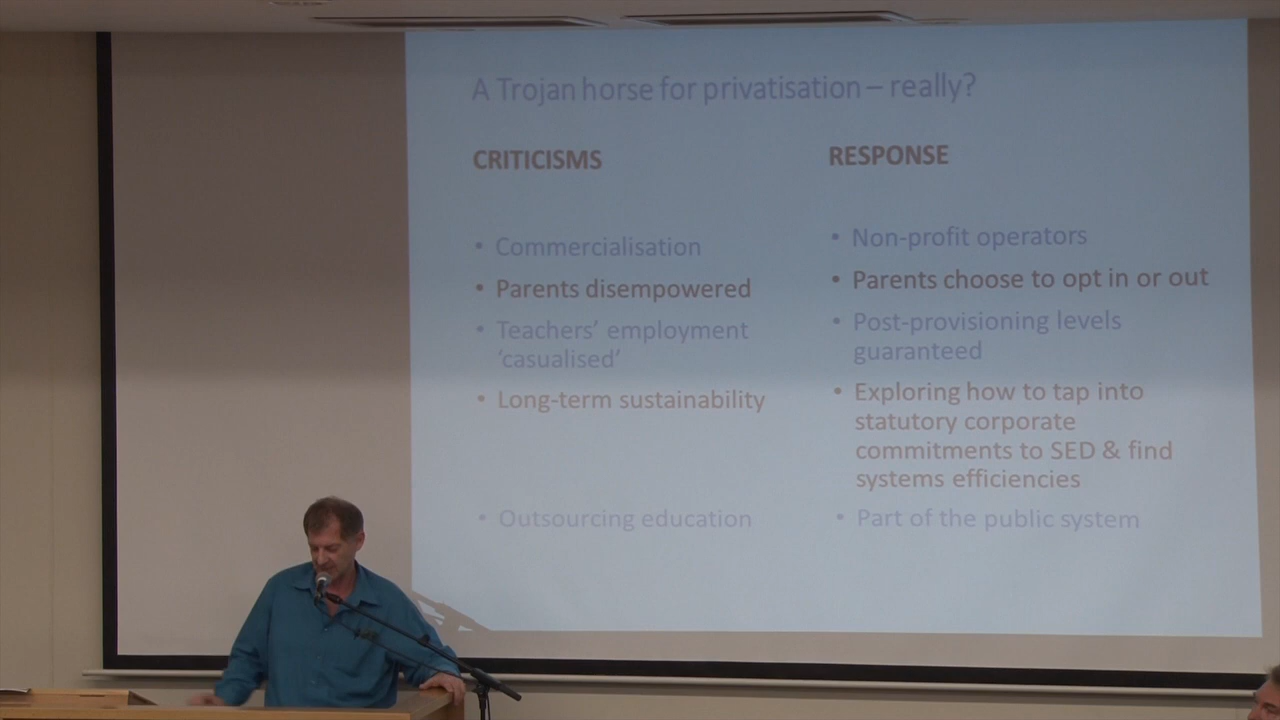 A Trojan horse for privatisation – really?
CRITICISMS
• Commercialisation
• Parents disempowered
• Teachers’ employment
‘casualised’
• Long-term sustainability
• Outsourcing education
RESPONSE
• Non-profit operators
• Parents choose to opt in or out
• Post-provisioning levels
guaranteed
• Exploring how to tap into
statutory corporate
commitments to SED & find
systems efficiencies
• Part of the public system